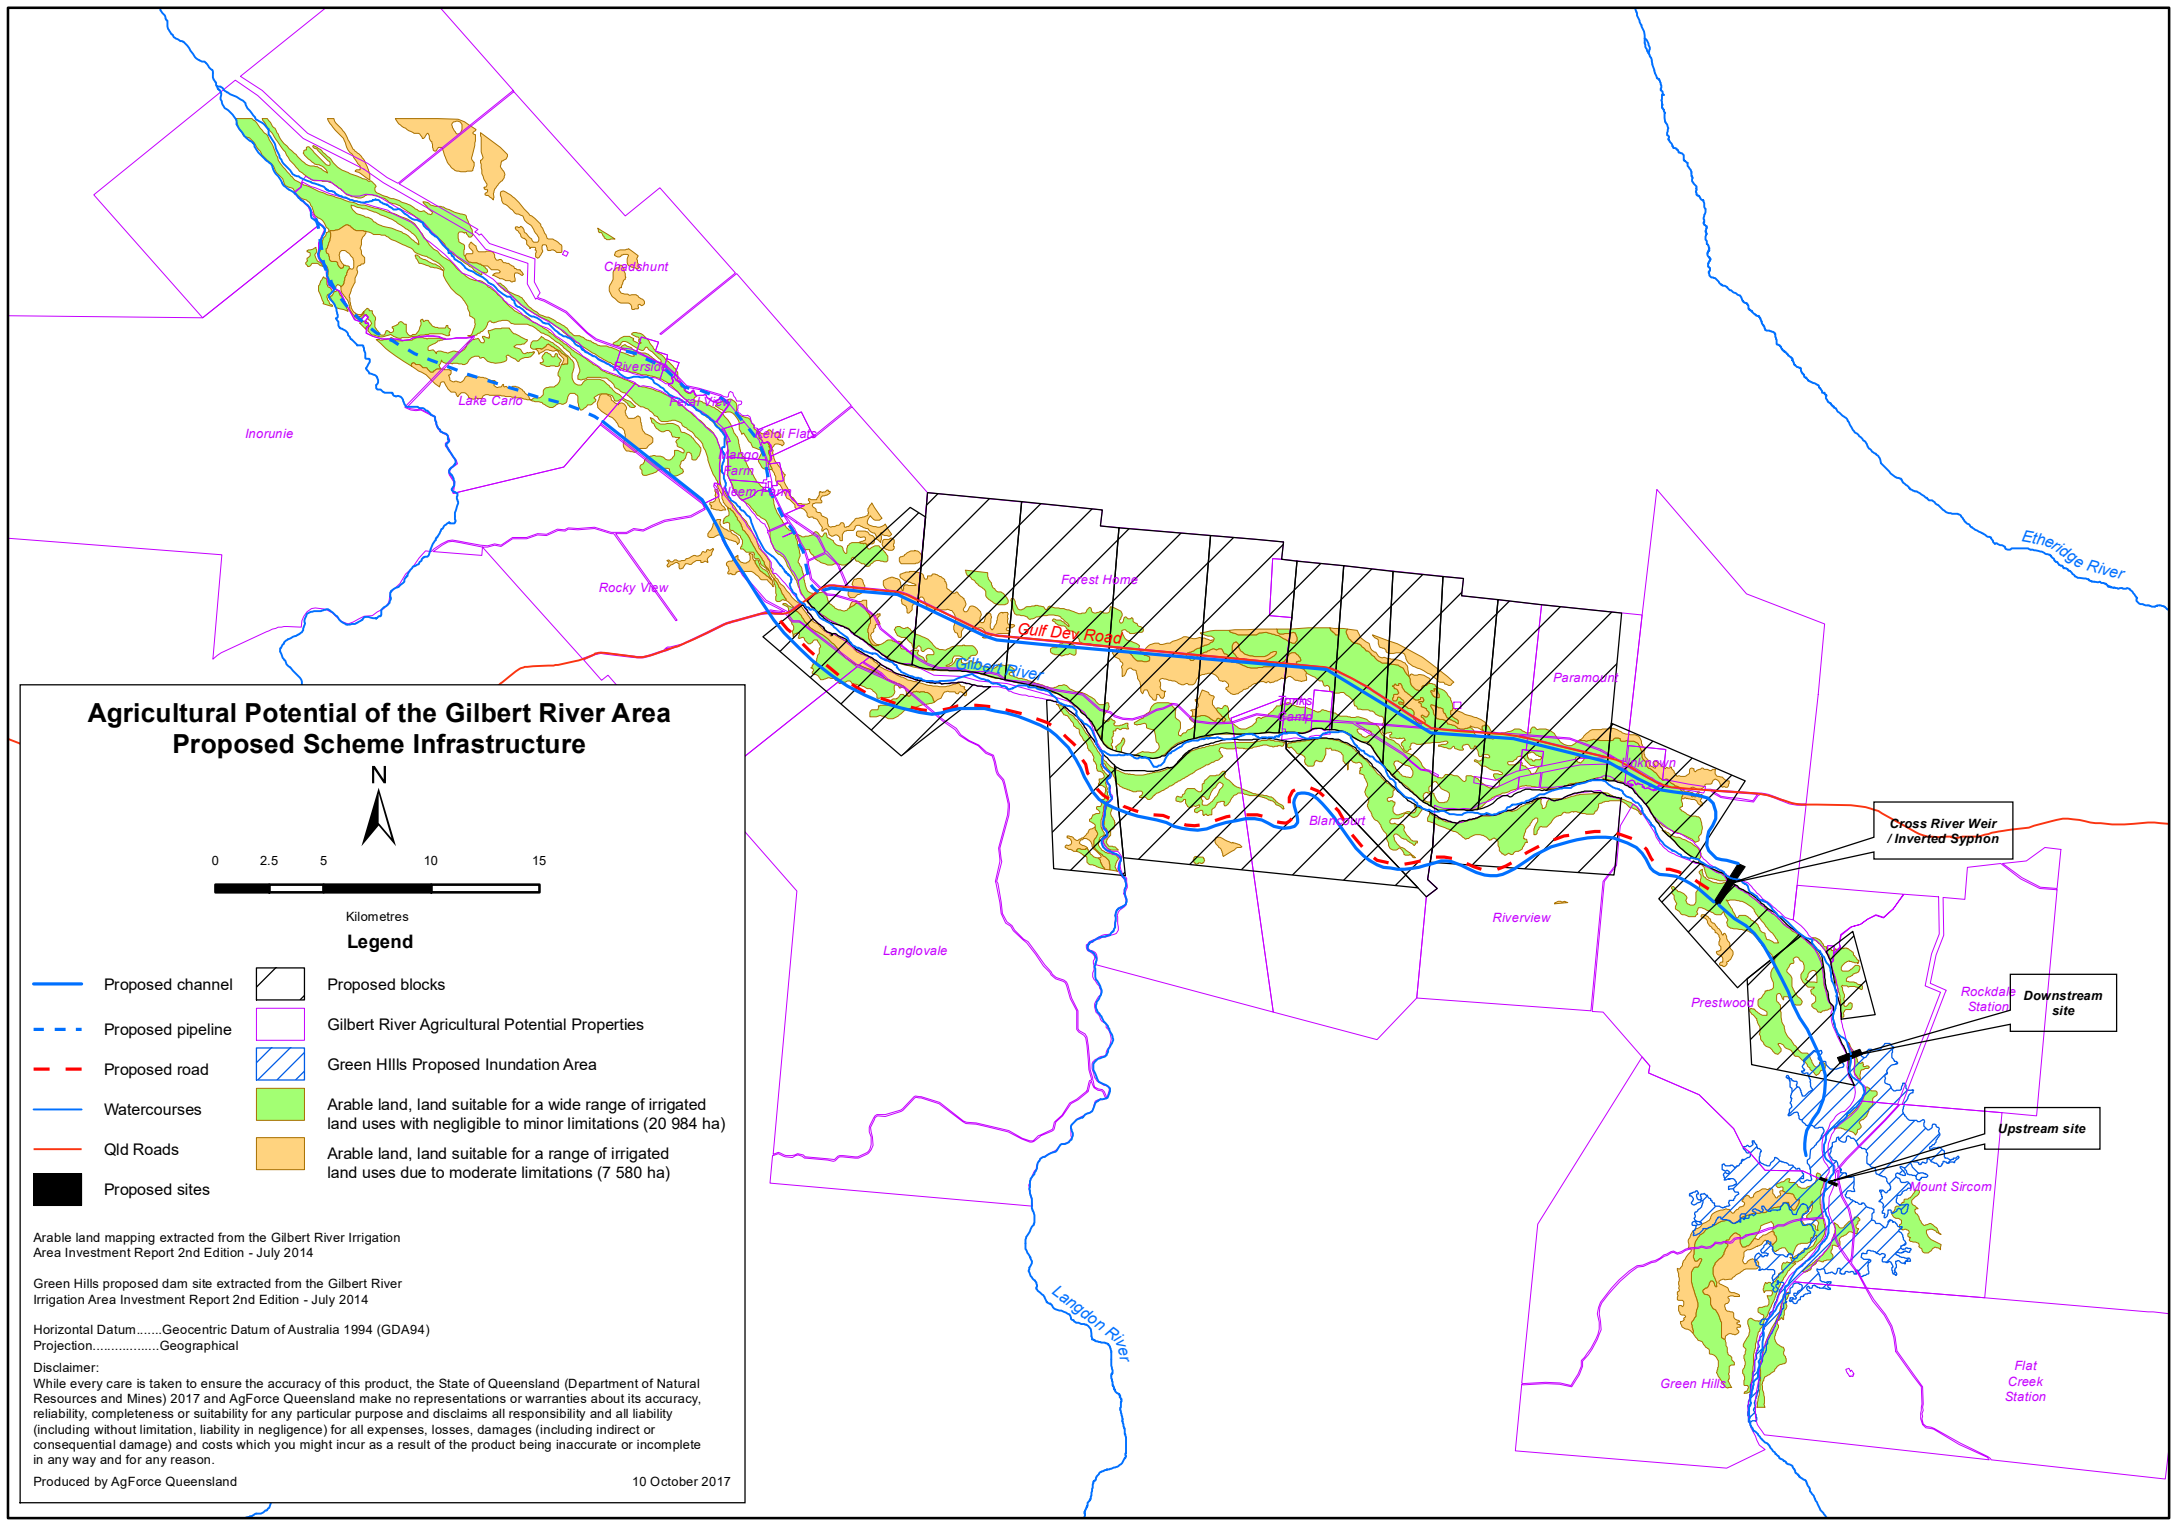 Agricultural Potential of the Gilbert River Area
Proposed Scheme Infrastructure
N
0 2.5 5 10 15
Kilometres
Legend
Proposed channel
Proposed pipeline
Proposed road
Watercourses
Qld Roads
Proposed sites
Proposed blocks
Gilbert River Agricultural Potential Properties
Green HIlls Proposed Inundation Area
Arable land, land suitable for a wide range of irrigated
land uses with negligible to minor limitations (20 984 ha)
Arable land, land suitable for a range of irrigated
land uses due to moderate limitations (7 580 ha)
Arable land mapping extracted from the Gilbert River Irrigation
Area Investment Report 2nd Edition - July 2014
Green Hills proposed dam site extracted from the Gilbert River
Irrigation Area Investment Report 2nd Edition - July 2014
Horizontal Datum.......Geocentric Datum of Australia 1994 (GDA94)
Projection..................Geographical
Disclaimer:
While every care is taken to ensure the accuracy of this product, the State of Queensland (Department of Natural
Resources and Mines) 2017 and AgForce Queensland make no representations or warranties about its accuracy,
reliability, completeness or suitability for any particular purpose and disclaims all responsibility and all liability
(including without limitation, liability in negligence) for all expenses, losses, damages (including indirect or
consequential damage) and costs which you might incur as a result of the product being inaccurate or incomplete
in any way and for any reason.
Produced by AgForce Queensland
10 October 2017
Chadshunt
Riverside
Lake Carlo
Feral View
Inorunie
Keldi Flats
Mango
Farm
Neem Farm
Rocky View
Forest Home
Gulf Dev Road
Gilbert River
Etheridge River
Paramount
Tonks
Camp
Unknown
Blancourt
Cross River Weir
/ Inverted Syphon
Riverview
Langlovale
Prestwood
Rockdale
Station
Downstream
site
Upstream site
Mount Sircom
Langdon River
Green Hills
Flat
Creek
Station